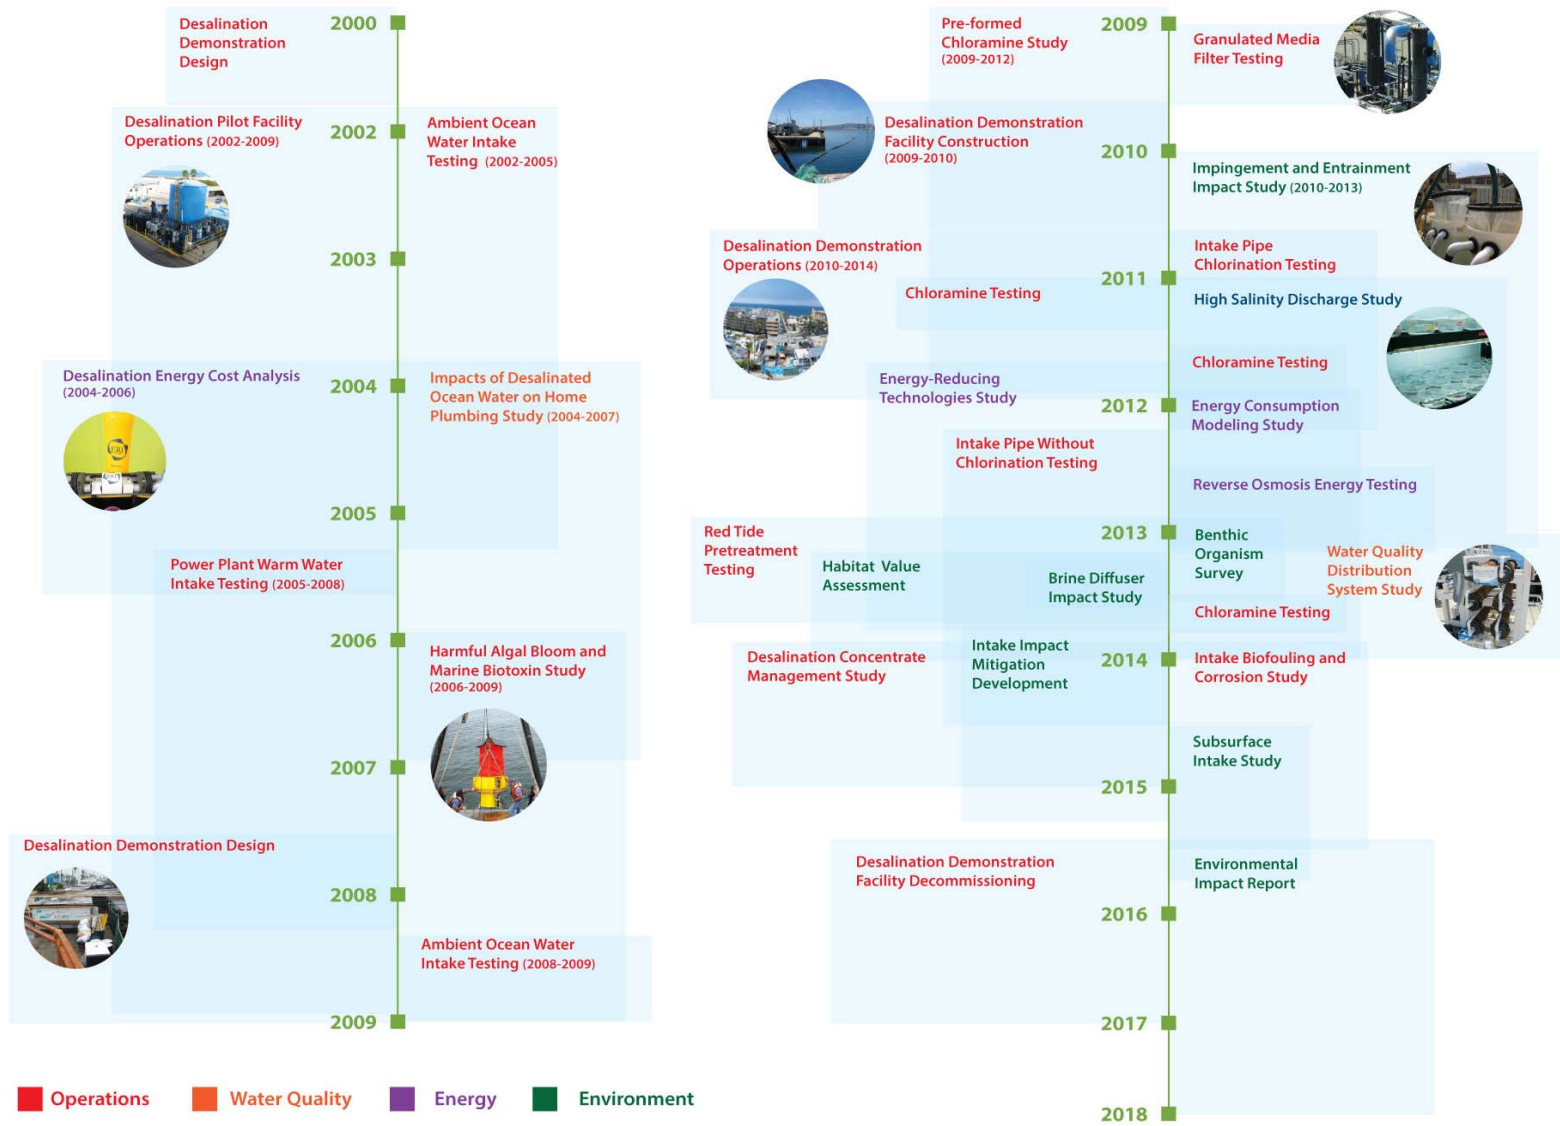 2000
Desalination
Demonstration
Design
2002
Desalination Pilot Facility
Operations (2002-2009)
Ambient Ocean
Water Intake
Testing (2002-2005)
2003
2004
Desalination Energy Cost Analysis
(2004-2006)
ERI
Impacts of Desalinated
Ocean Water on Home
Plumbing Study (2004-2007)
2005
Power Plant Warm Water
Intake Testing (2005-2008)
2006
Harmful Algal Bloom and
Marine Biotoxin Study
(2006-2009)
2007
Desalination Demonstration Design
2008
Ambient Ocean Water
Intake Testing (2008-2009)
2009
2009
Pre-formed
Chloramine Study
(2009-2012)
Granulated Media
Filter Testing
Desalination Demonstration
Facility Construction
(2009-2010)
2010
Impingement and Entrainment
Impact Study (2010-2013)
Desalination Demonstration
Operations (2010-2014)
Intake Pipe
Chlorination Testing
2011
Chloramine Testing
High Salinity Discharge Study
Chloramine Testing
Energy-Reducing
Technologies Study
2012
Energy Consumption
Modeling Study
Intake Pipe Without
Chlorination Testing
Reverse Osmosis Energy Testing
2013
Red Tide
Pretreatment
Testing
Habitat Value
Assessment
Brine Diffuser
Impact Study
Benthic
Organism
Survey
Water Quality
Distribution
System Study
Chloramine Testing
2014
Desalination Concentrate
Management Study
Intake Impact
Mitigation
Development
Intake Biofouling and
Corrosion Study
Subsurface
Intake Study
2015
Desalination Demonstration
Facility Decommissioning
Environmental
Impact Report
2016
2017
2018
Operations
Water Quality
Energy
Environment